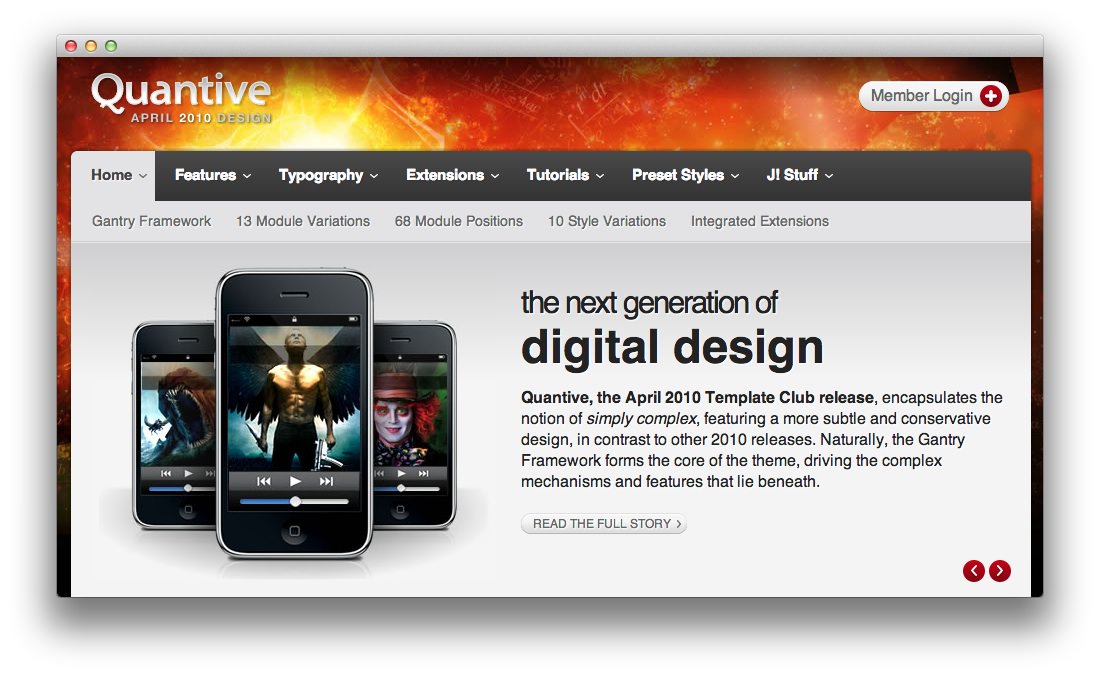 Quantive
APRIL 2010 DESIGN
Member Login
Home Features Typography Extensions Tutorials Preset Styles J! Stuff
Gantry Framework 13 Module Variations 68 Module Positions 10 Style Variations Integrated Extensions
the next generation of
digital design
Quantive, the April 2010 Template Club release, encapsulates the
notion of simply complex, featuring a more subtle and conservative
design, in contrast to other 2010 releases. Naturally, the Gantry
Framework forms the core of the theme, driving the complex
mechanisms and features that lie beneath.
READ THE FULL STORY